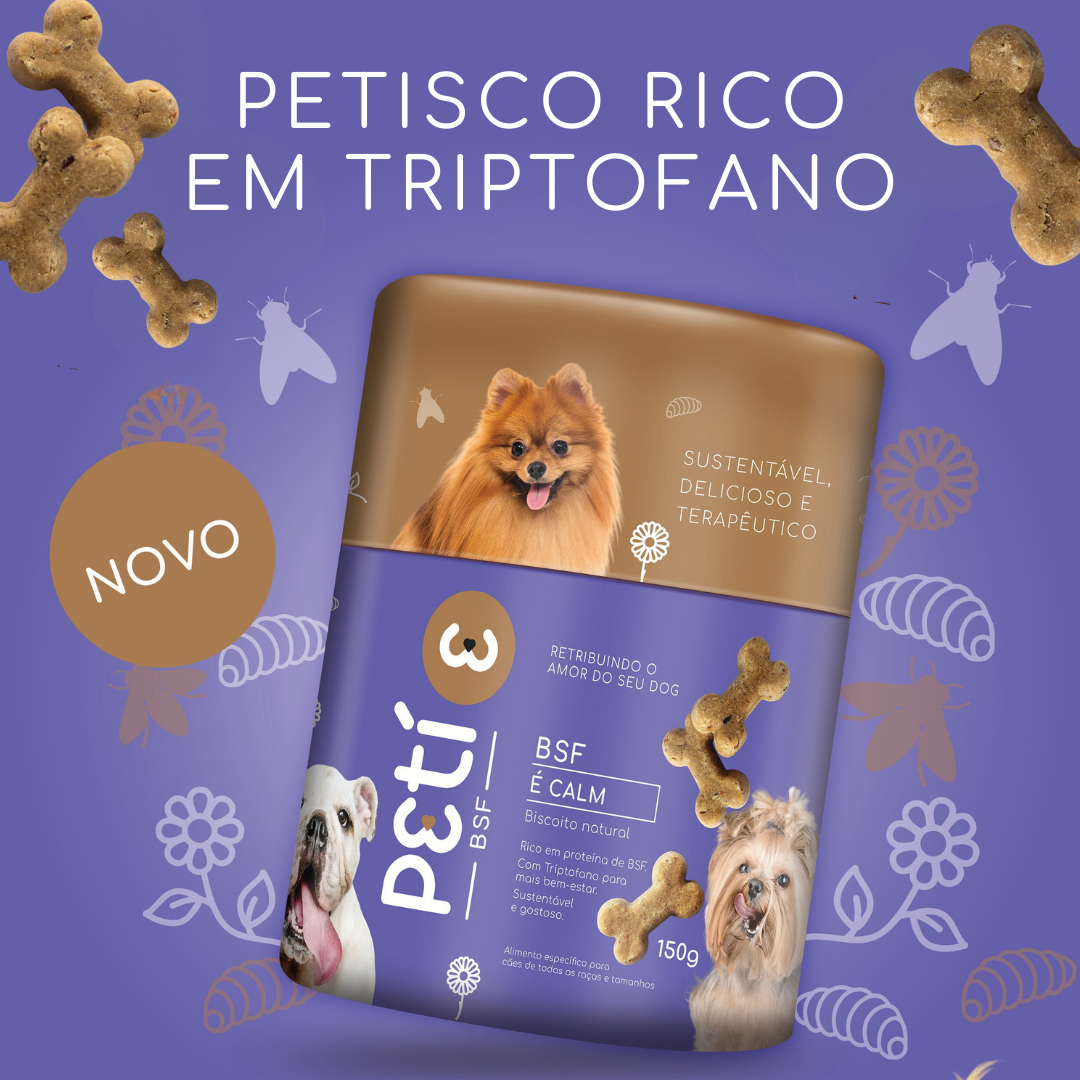 PETISCO RICO
EM TRIPTOFANO
NOVO
SUSTENTÁVEL,
DELICIOSO E
TERAPÊUTICO
RETRIBUINDO O
AMOR DO SEU DOG
petí
BSF
BSF
É CALM
Biscoito natural
Rico em proteína de BSF.
Com Triptofano para
mais bem-estar.
Sustentável
e gostoso.
150g
Alimento específico para
cães de todas as raças e tamanhos